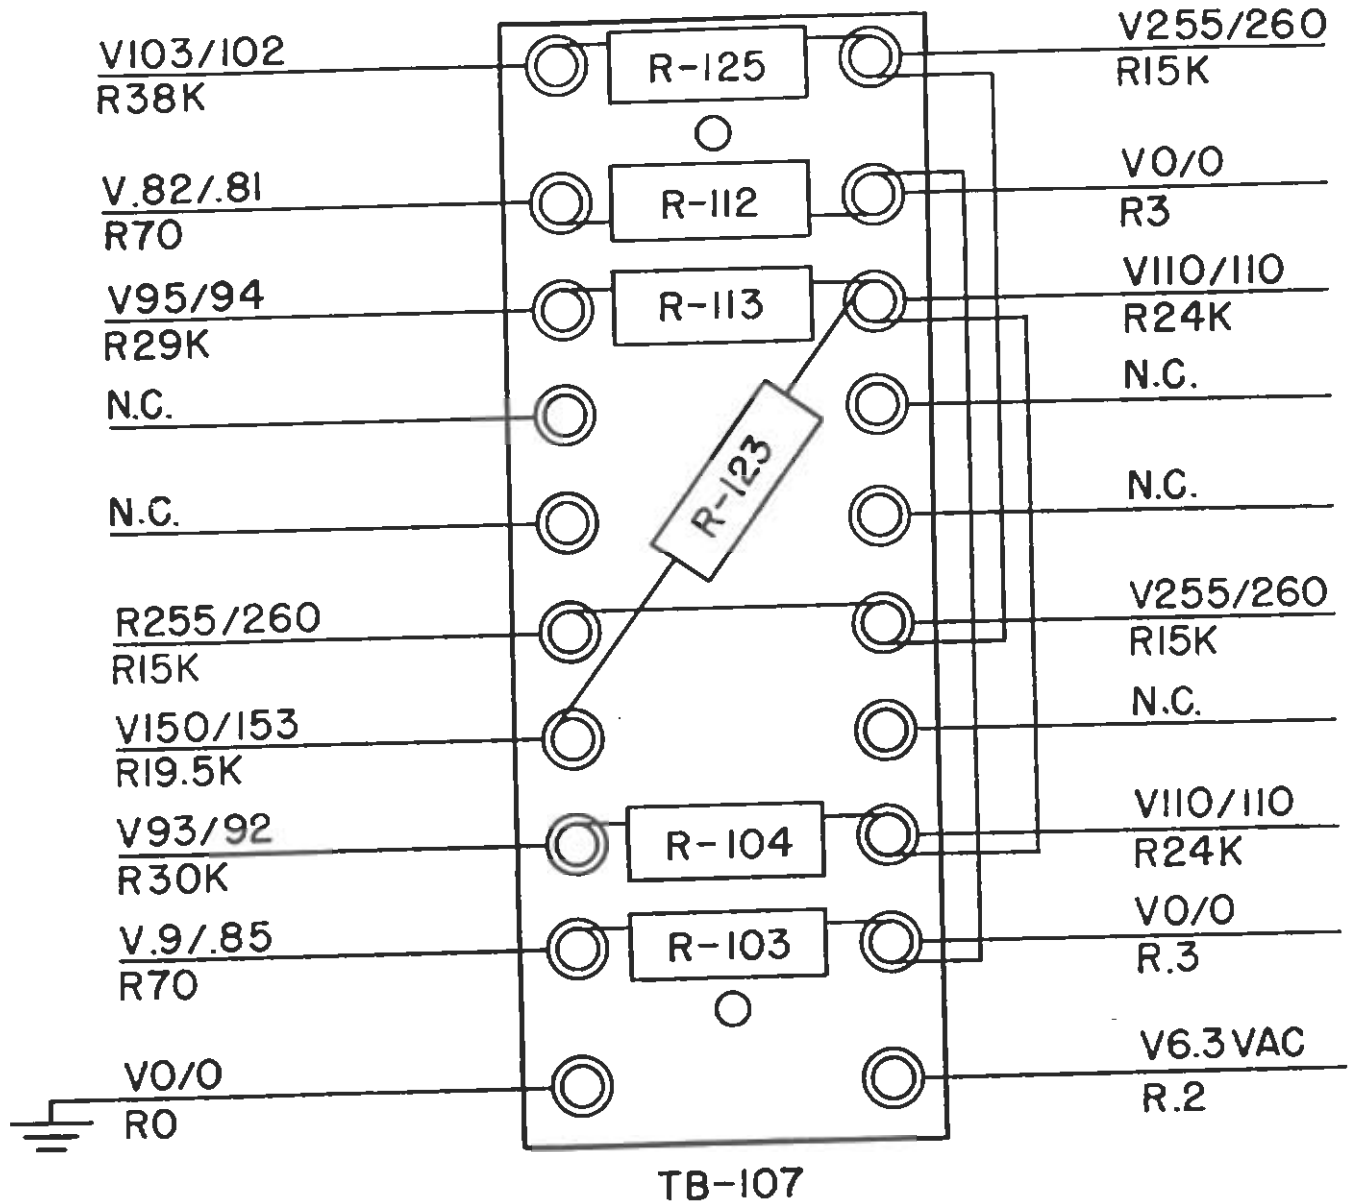 V103/102
R38K
R-125
V255/260
R15K
V.82/.81
R70
R-112
V0/0
R3
V95/94
R29K
R-113
V110/110
R24K
N.C.
N.C.
R-123
N.C.
N.C.
R255/260
R15K
V255/260
R15K
V150/153
R19.5K
N.C.
V93/92
R30K
R-104
V110/110
R24K
V.9/.85
R70
R-103
V0/0
R.3
V0/0
R0
V6.3 VAC
R.2
TB-107